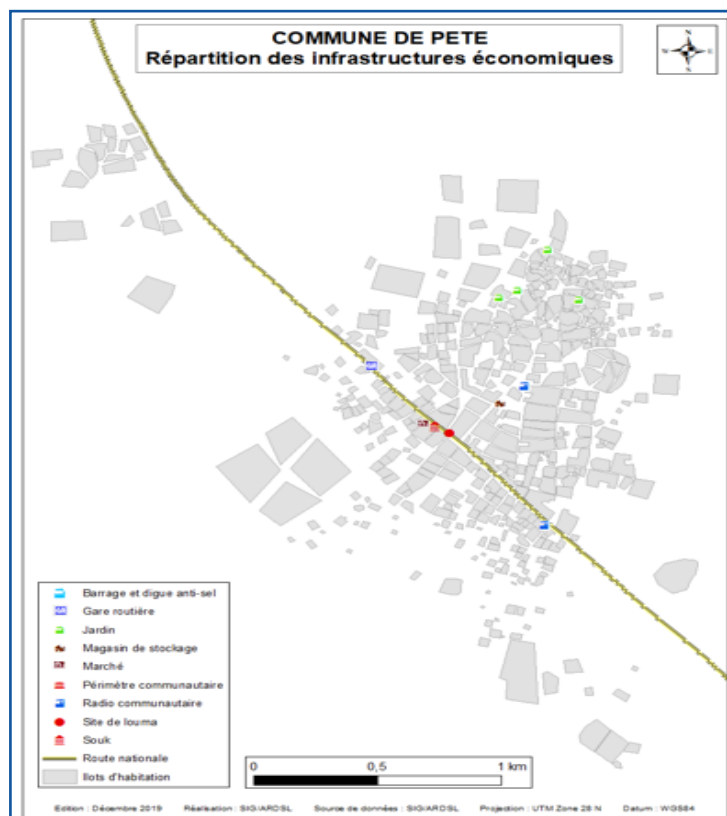 COMMUNE DE PETE
Répartition des infrastructures économiques
N
W E
S
Barrage et digue anti-sel
Gare routière
Jardin
Magasin de stockage
Marché
Périmètre communautaire
Radio communautaire
Site de louma
Souk
Route nationale
Ilots d'habitation
0 0,5 1 km
Edition : Décembre 2019 Réalisation : SIG/ARDSL Source de données : SIG/ARDSL Projection : UTM Zone 28 N Datum : WGS84